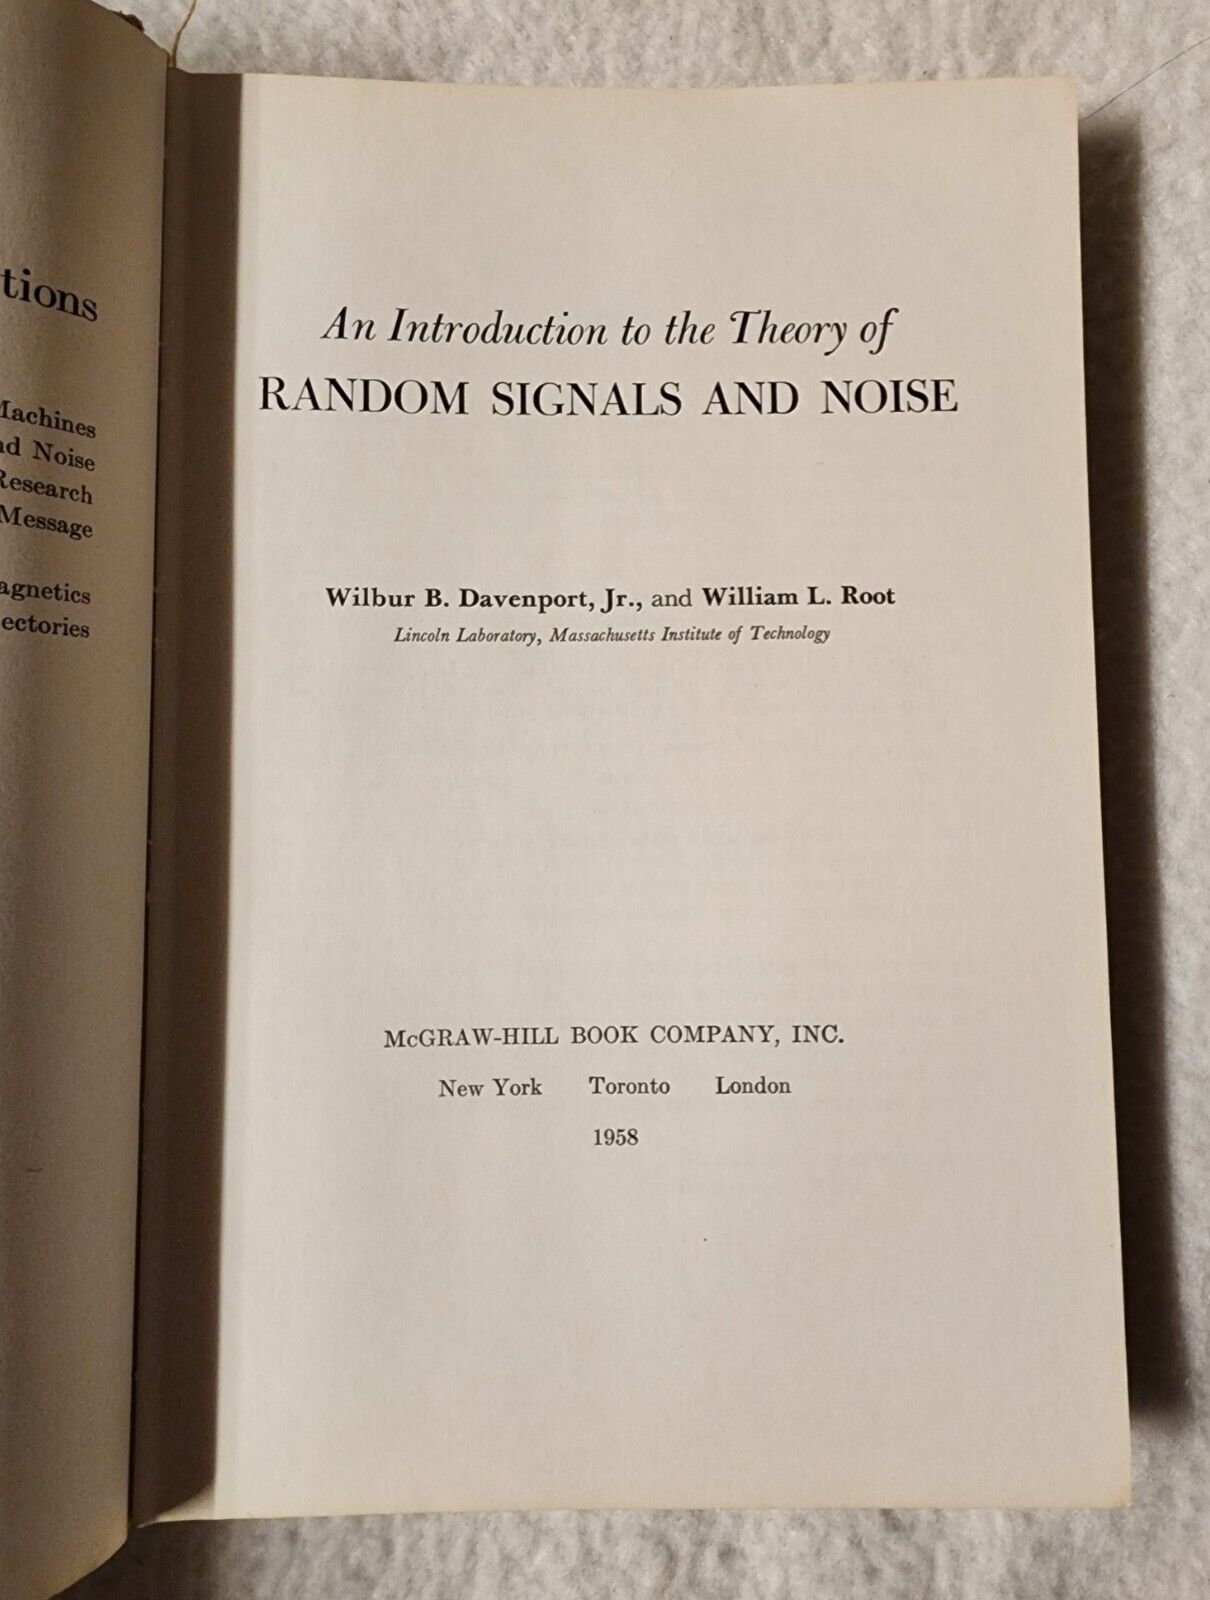 tions
Machines
nd Noise
Research
Message
agnetics
ectories
An Introduction to the Theory of
RANDOM SIGNALS AND NOISE
Wilbur B. Davenport, Jr., and William L. Root
Lincoln Laboratory, Massachusetts Institute of Technology
McGRAW-HILL BOOK COMPANY, INC.
New York Toronto London
1958